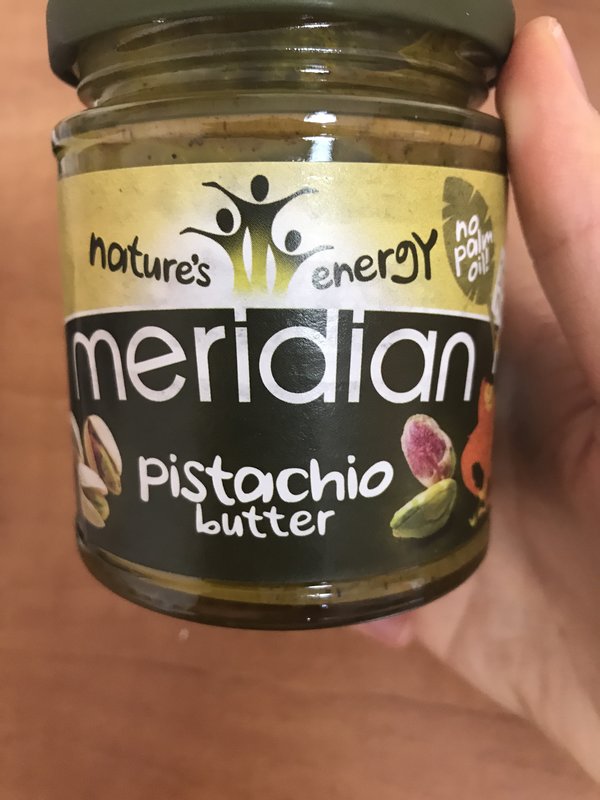 nature's energy
no
palm
oil!
meridian
pistachio
butter